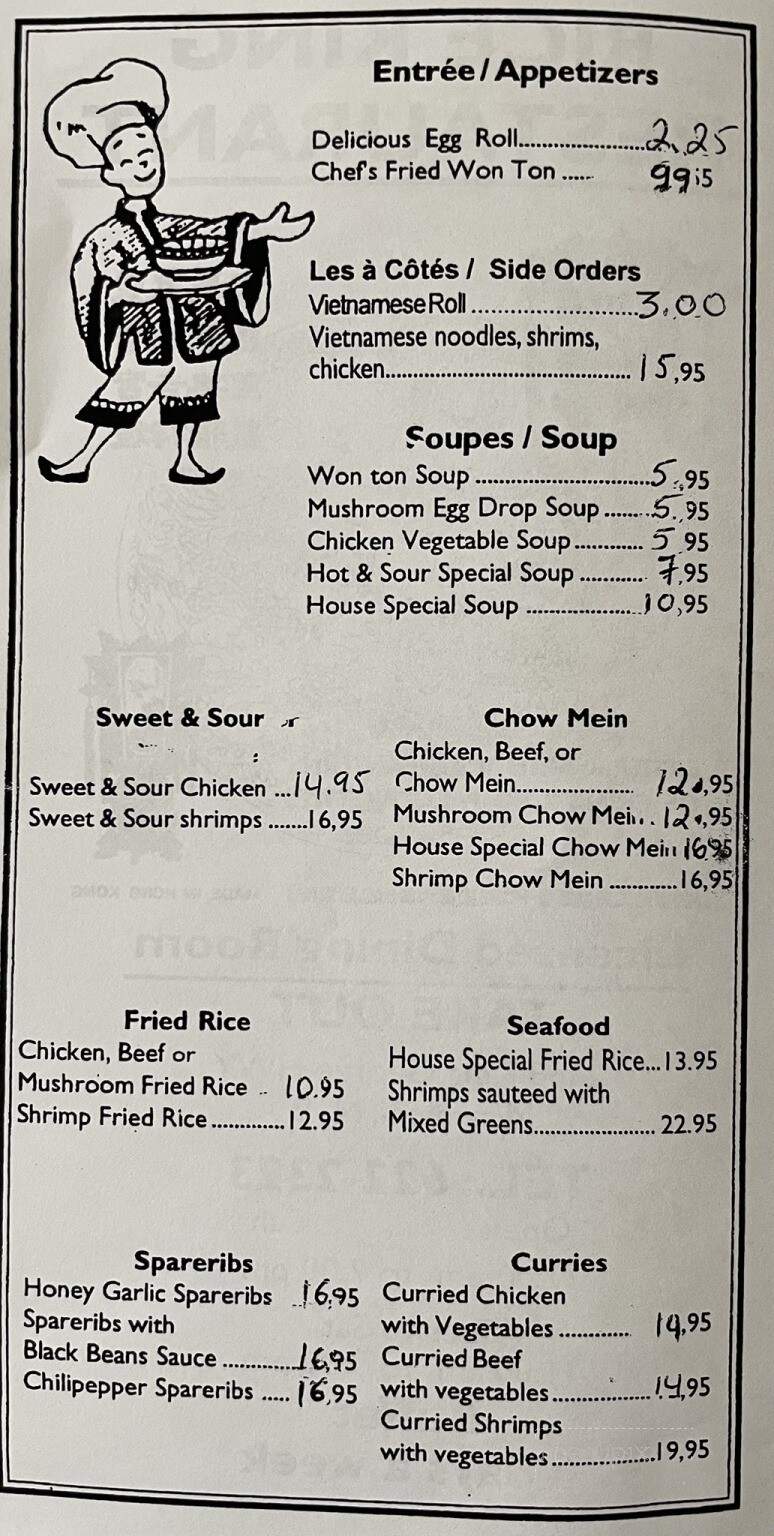 Entrée / Appetizers
Delicious Egg Roll......................2.25
Chef's Fried Won Ton ......
Les à Côtés / Side Orders
Vietnamese Roll ............................3.00
Vietnamese noodles, shrims,
chicken.......................................... 15,95
Soupes / Soup
Won ton Soup ..............................5.,95
Mushroom Egg Drop Soup ........5.,95
Chicken Vegetable Soup............ 5 95
Hot & Sour Special Soup ........... 7,95
House Special Soup ....................10,95
Sweet & Sour
Sweet & Sour Chicken ...14.95
Sweet & Sour shrimps .......16,95
Chow Mein
Chicken, Beef, or
Chow Mein..................... 12,95
Mushroom Chow Mein.. . 12,95
House Special Chow Mein 1695
Shrimp Chow Mein ............16,95
Fried Rice
Chicken, Beef or
Mushroom Fried Rice .. 10.95
Shrimp Fried Rice.............12.95
Seafood
House Special Fried Rice...13.95
Shrimps sauteed with
Mixed Greens....................... 22.95
Spareribs
Honey Garlic Spareribs 16,95
Spareribs with
Black Beans Sauce .............16,95
Chilipepper Spareribs ..... 16,95
Curries
Curried Chicken
with Vegetables ............. 14,95
Curried Beef
with vegetables...................14,95
Curried Shrimps
with vegetables....................19,95